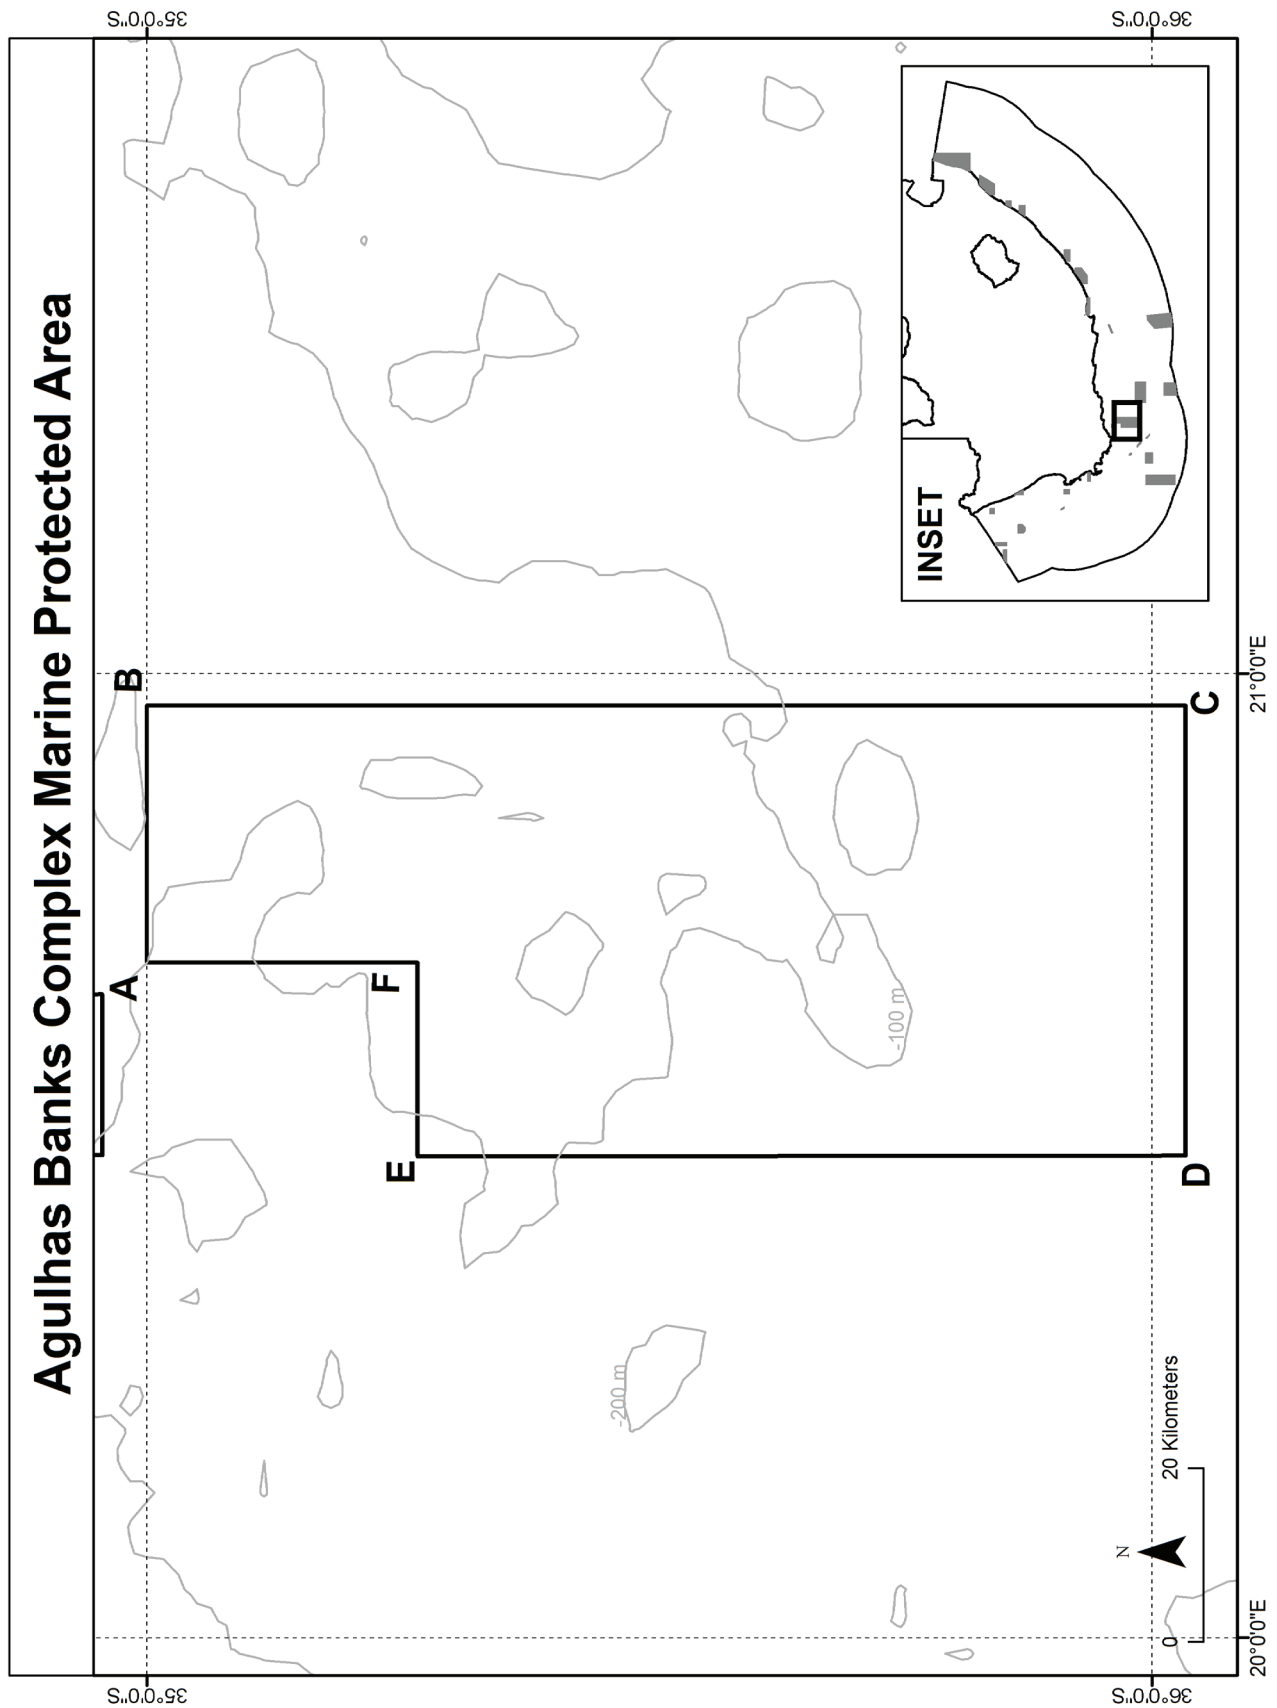 Agulhas Banks Complex Marine Protected Area
35°0'0"S
35°0'0"S
A
B
F
E
-200 m
-100 m
INSET
N
36°0'0"S
36°0'0"S
0
20 Kilometers
D
C
20°0'0"E
21°0'0"E